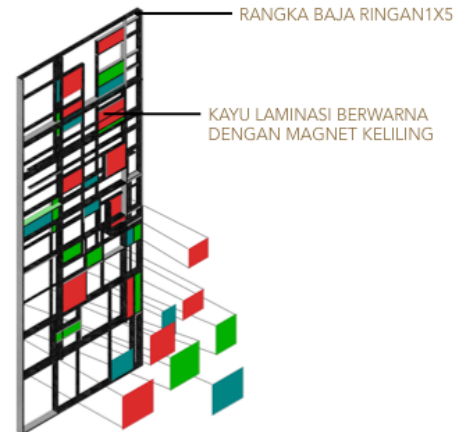 RANGKA BAJA RINGAN1X5
KAYU LAMINASI BERWARNA
DENGAN MAGNET KELILING